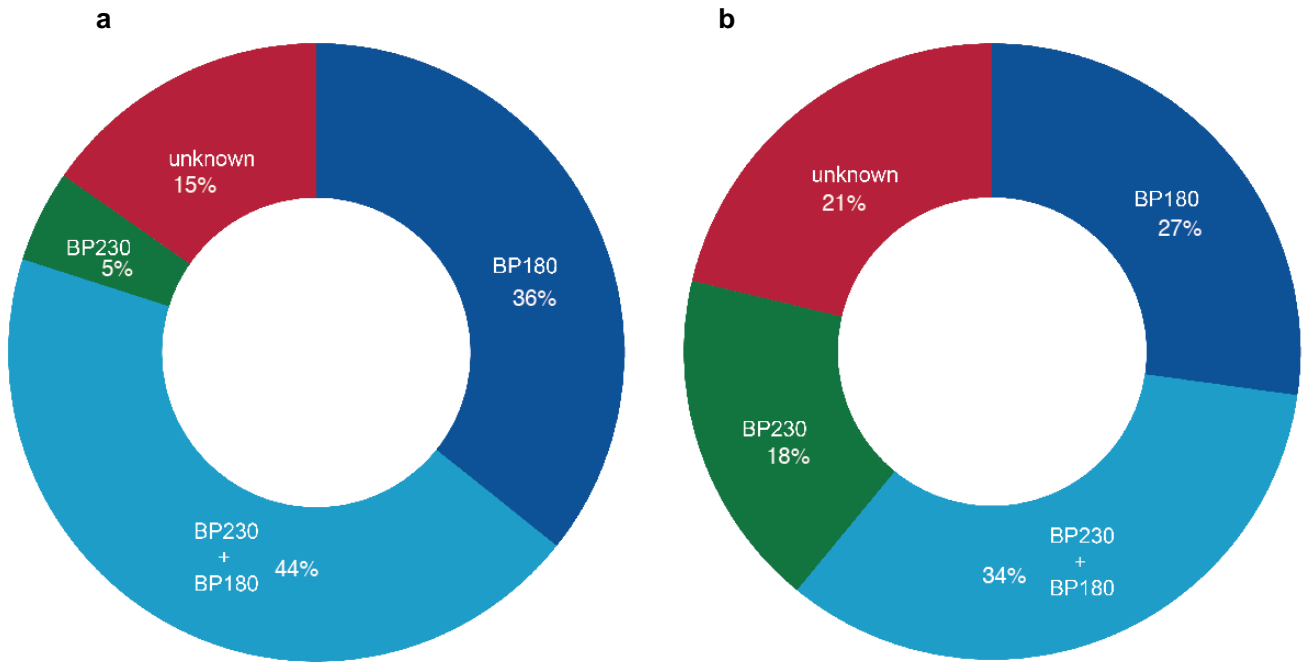 a
unknown
15%
BP230
5%
BP180
36%
BP230
+
BP180
44%
b
unknown
21%
BP180
27%
BP230
18%
34%
BP230
+
BP180